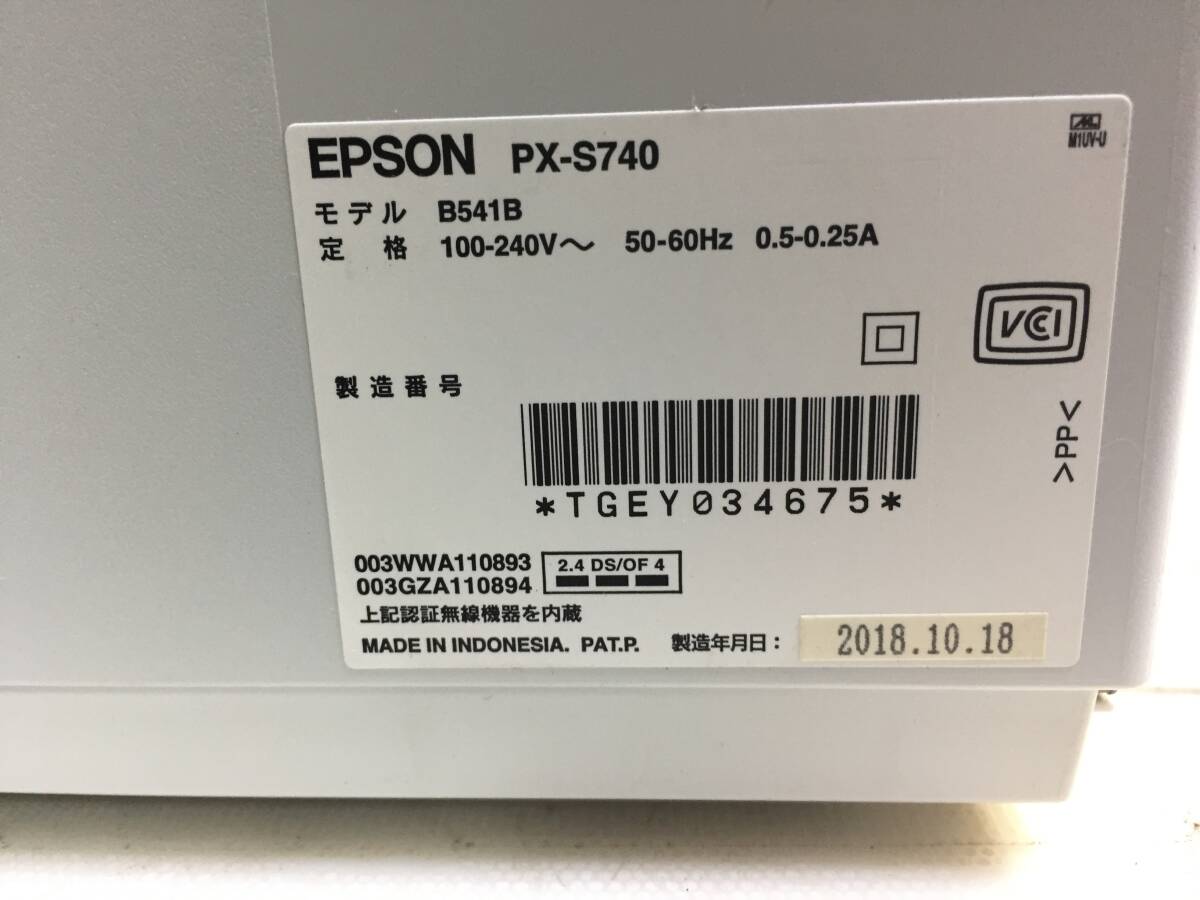 EPSON PX-S740
M1UV-U
モデル B541B
定格 100-240V～ 50-60Hz 0.5-0.25A
VCCI
製造番号
>PP<
*TGEY034675*
003WWA110893
003GZA110894
2.4 DS/OF 4
上記認証無線機器を内蔵
MADE IN INDONESIA. PAT.P. 製造年月日：
2018.10.18